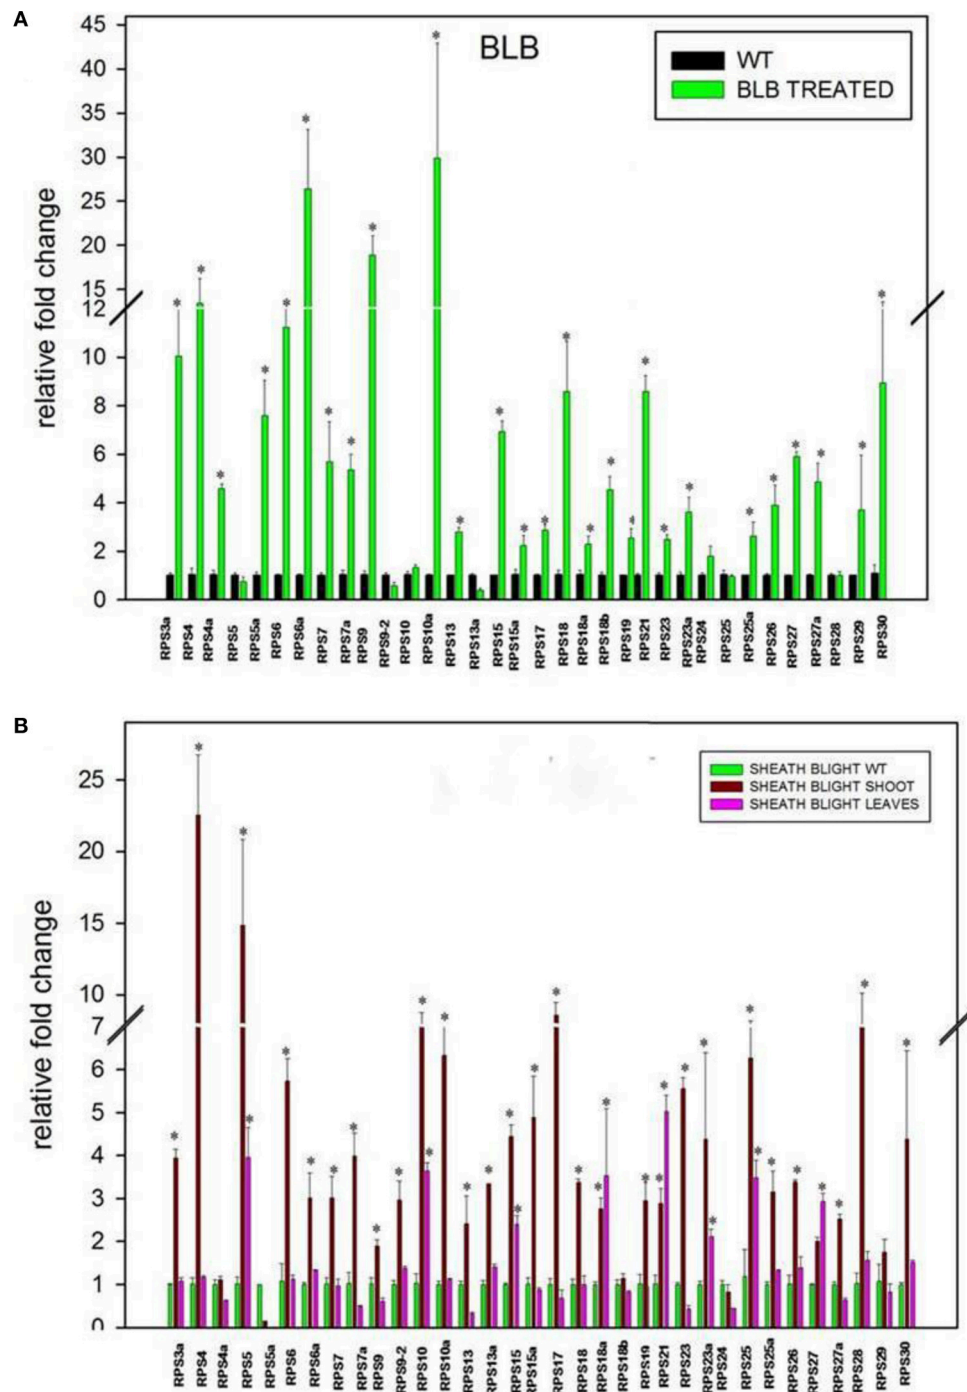 A
BLB
WT
BLB TREATED
relative fold change
45
40
35
30
25
20
15
12
10
8
6
4
2
0
RPS3a
RPS4
RPS4a
RPS5
RPS5a
RPS6
RPS6a
RPS7
RPS7a
RPS9
RPS9-2
RPS10
RPS10a
RPS13
RPS13a
RPS15
RPS15a
RPS17
RPS18
RPS18a
RPS18b
RPS19
RPS21
RPS23
RPS23a
RPS24
RPS25
RPS25a
RPS26
RPS27
RPS27a
RPS28
RPS29
RPS30
B
SHEATH BLIGHT WT
SHEATH BLIGHT SHOOT
SHEATH BLIGHT LEAVES
relative fold change
25
20
15
10
7
6
5
4
3
2
1
0
RPS3a
RPS4
RPS4a
RPS5
RPS5a
RPS6
RPS6a
RPS7
RPS7a
RPS9
RPS9-2
RPS10
RPS10a
RPS13
RPS13a
RPS15
RPS15a
RPS17
RPS18
RPS18a
RPS18b
RPS19
RPS21
RPS23
RPS23a
RPS24
RPS25
RPS25a
RPS26
RPS27
RPS27a
RPS28
RPS29
RPS30